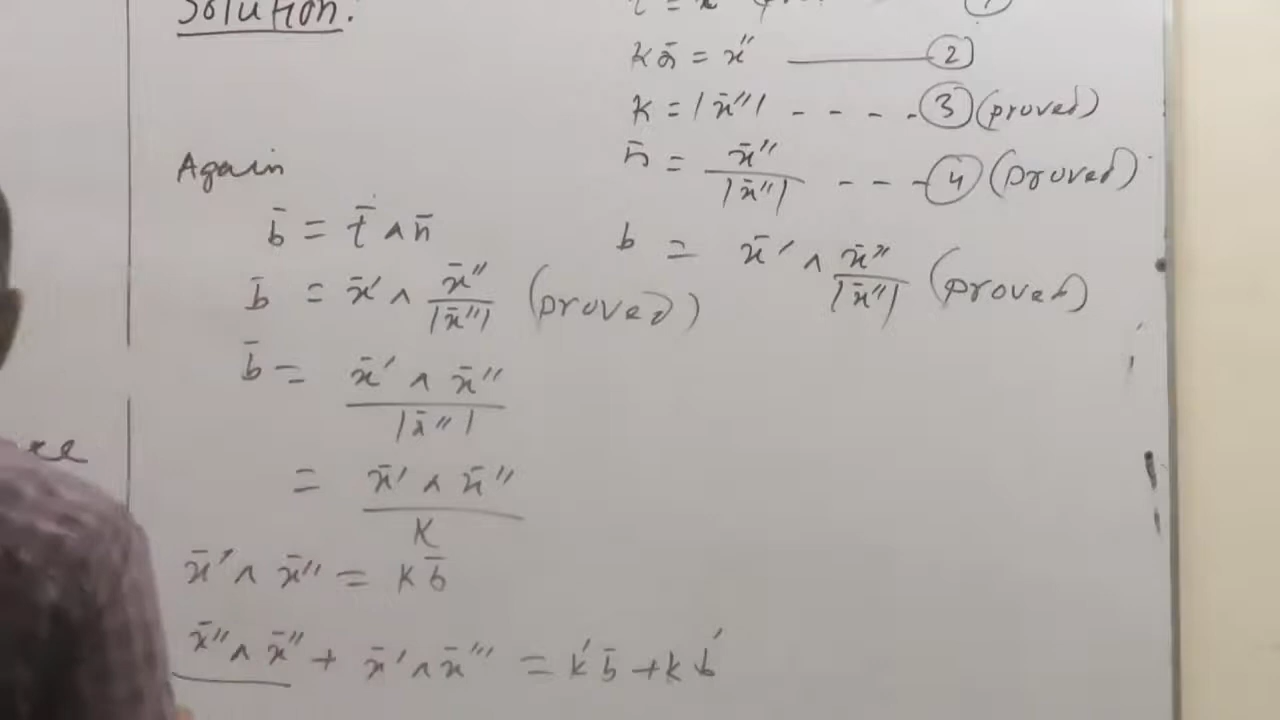 Solution:
k n̄ = x̄'' ——— ②
k = |x̄''| - - - - ③ (proved)
n̄ = x̄'' / |x̄''| - - - ④ (proved)
b = x̄' ∧ x̄'' / |x̄''| (proved)
Again
b̄ = t̄ ∧ n̄
b̄ = x̄' ∧ x̄'' / |x̄''| (proved)
b̄ = x̄' ∧ x̄'' / |x̄''|
= x̄' ∧ x̄'' / k
x̄' ∧ x̄'' = k b̄
x̄'' ∧ x̄'' + x̄' ∧ x̄''' = k' b̄ + k b̄'